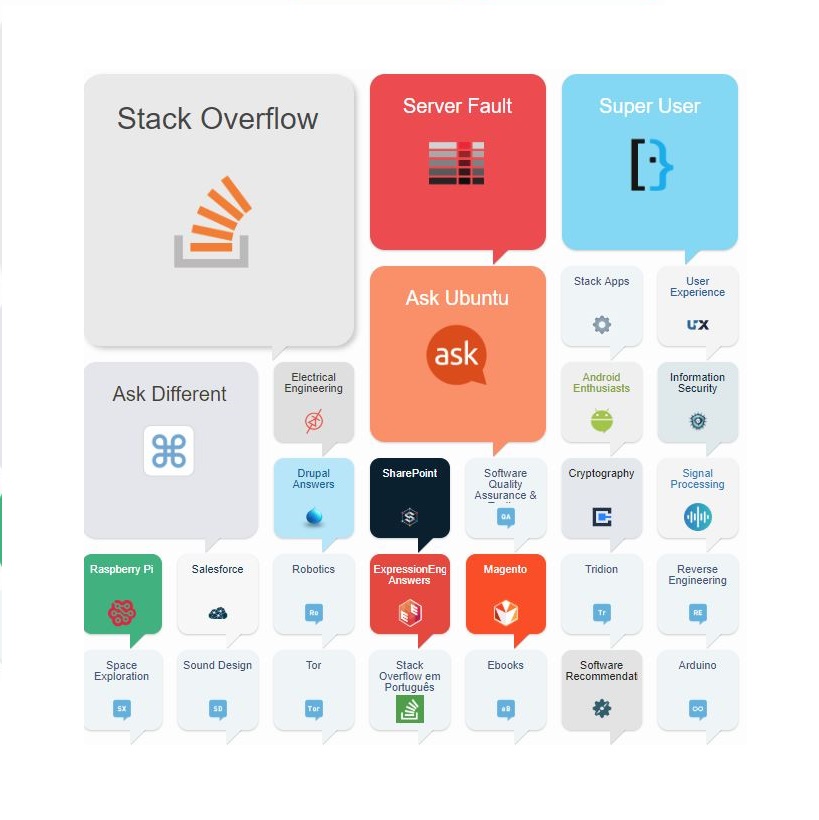 Stack Overflow
Server Fault
Super User
Ask Ubuntu
ask
Stack Apps
User
Experience
UX
Ask Different
Electrical
Engineering
Android
Enthusiasts
Information
Security
Drupal
Answers
SharePoint
S
Software
Quality
Assurance &
QA
Cryptography
Signal
Processing
Raspberry Pi
Salesforce
Robotics
Ro
ExpressionEng
Answers
Magento
Tridion
Tr
Reverse
Engineering
RE
Space
Exploration
SX
Sound Design
SD
Tor
Tor
Stack
Overflow em
Português
Ebooks
eB
Software
Recommendati
Arduino